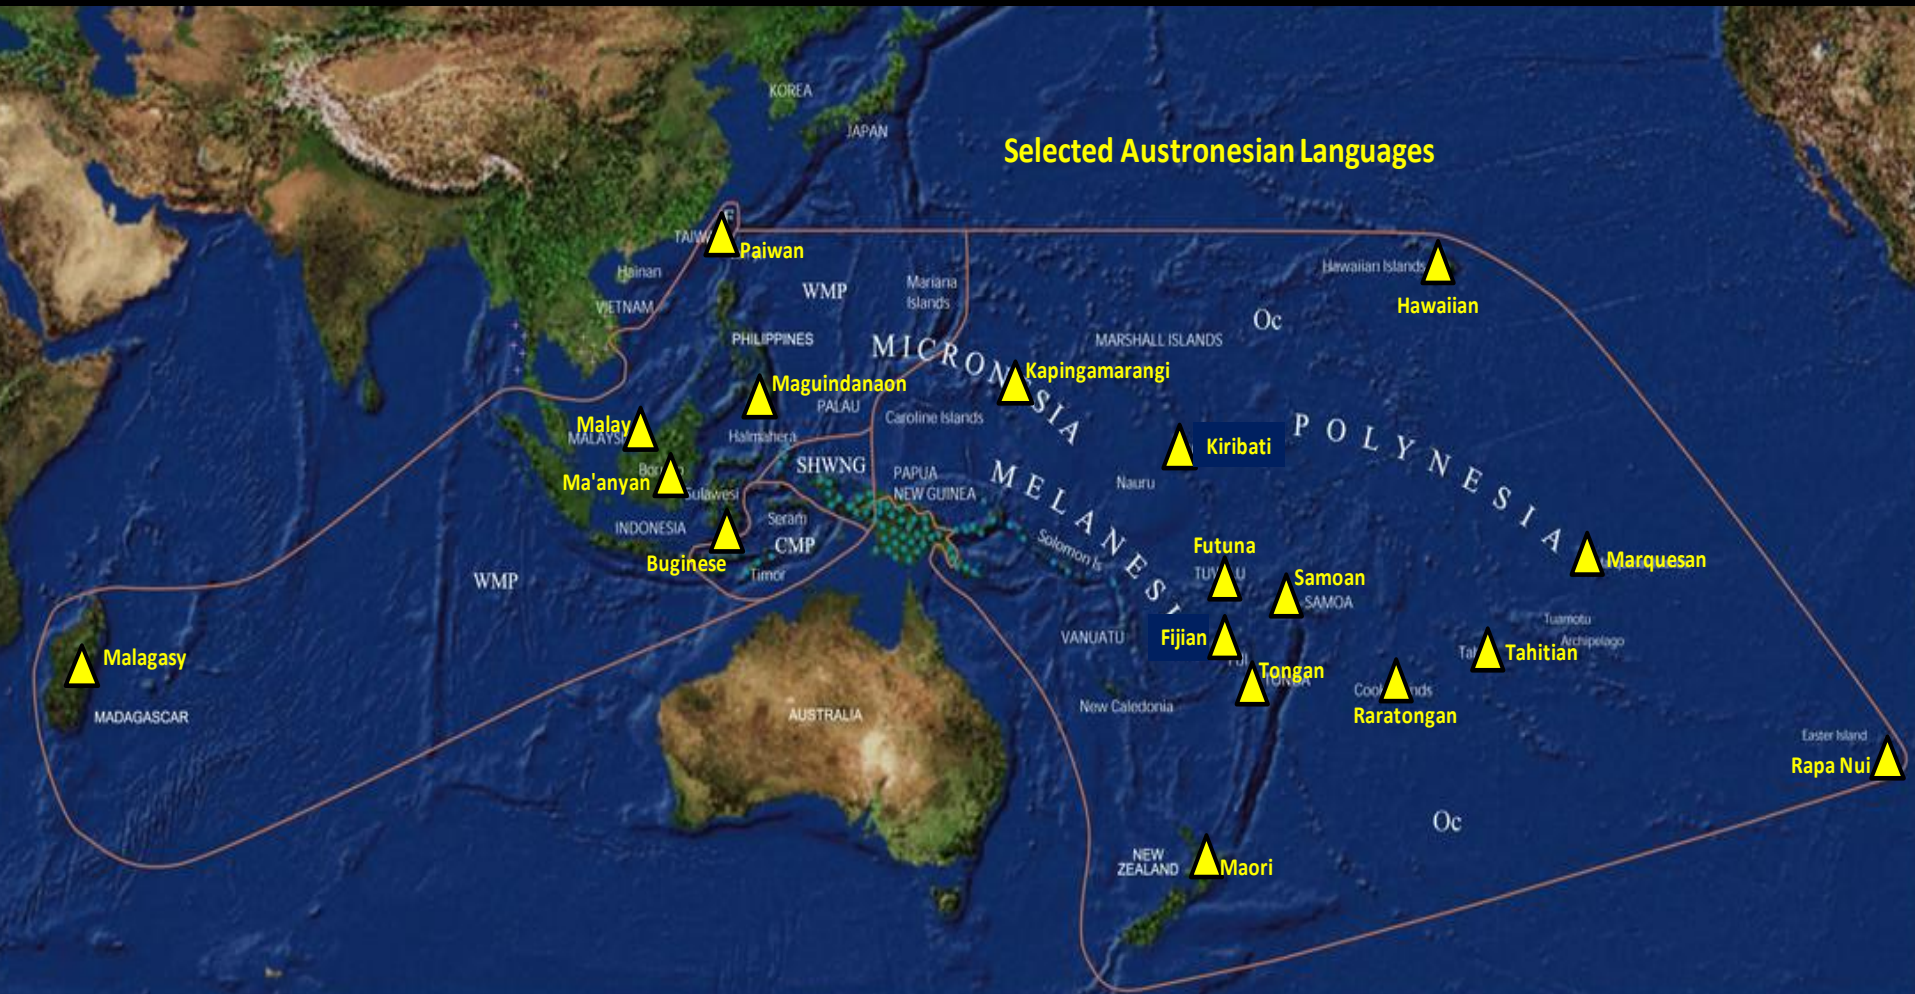 KOREA
JAPAN
Selected Austronesian Languages
F
Paiwan
Hainan
VIETNAM
WMP
Mariana
Islands
Hawaiian Islands
Hawaiian
Oc
PHILIPPINES
MARSHALL ISLANDS
MICRONESIA
Kapingamarangi
Maguindanaon
PALAU
Caroline Islands
Malay
Halmahera
POLYNESIA
Kiribati
SHWNG
PAPUA
NEW GUINEA
MELANESI
Nauru
Ma'anyan
Sulawesi
INDONESIA
Seram
CMP
Solomon Is
Buginese
Timor
WMP
Futuna
Samoan
SAMOA
Marquesan
Tuamotu
Archipelago
VANUATU
Fijian
Tahitian
Tongan
Malagasy
MADAGASCAR
AUSTRALIA
New Caledonia
Raratongan
Easter Island
Rapa Nui
Oc
NEW
ZEALAND
Maori